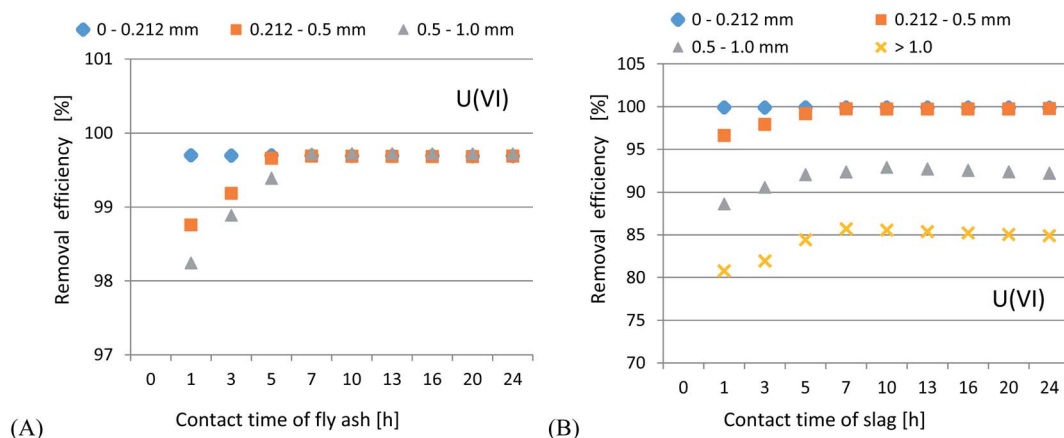 0 - 0.212 mm 0.212 - 0.5 mm 0.5 - 1.0 mm
101
100
99
98
97
Removal efficiency [%]
U(VI)
0 1 3 5 7 10 13 16 20 24
Contact time of fly ash [h]
(A)
0 - 0.212 mm 0.212 - 0.5 mm
0.5 - 1.0 mm > 1.0
105
100
95
90
85
80
75
70
Removal efficiency [%]
U(VI)
0 1 3 5 7 10 13 16 20 24
Contact time of slag [h]
(B)